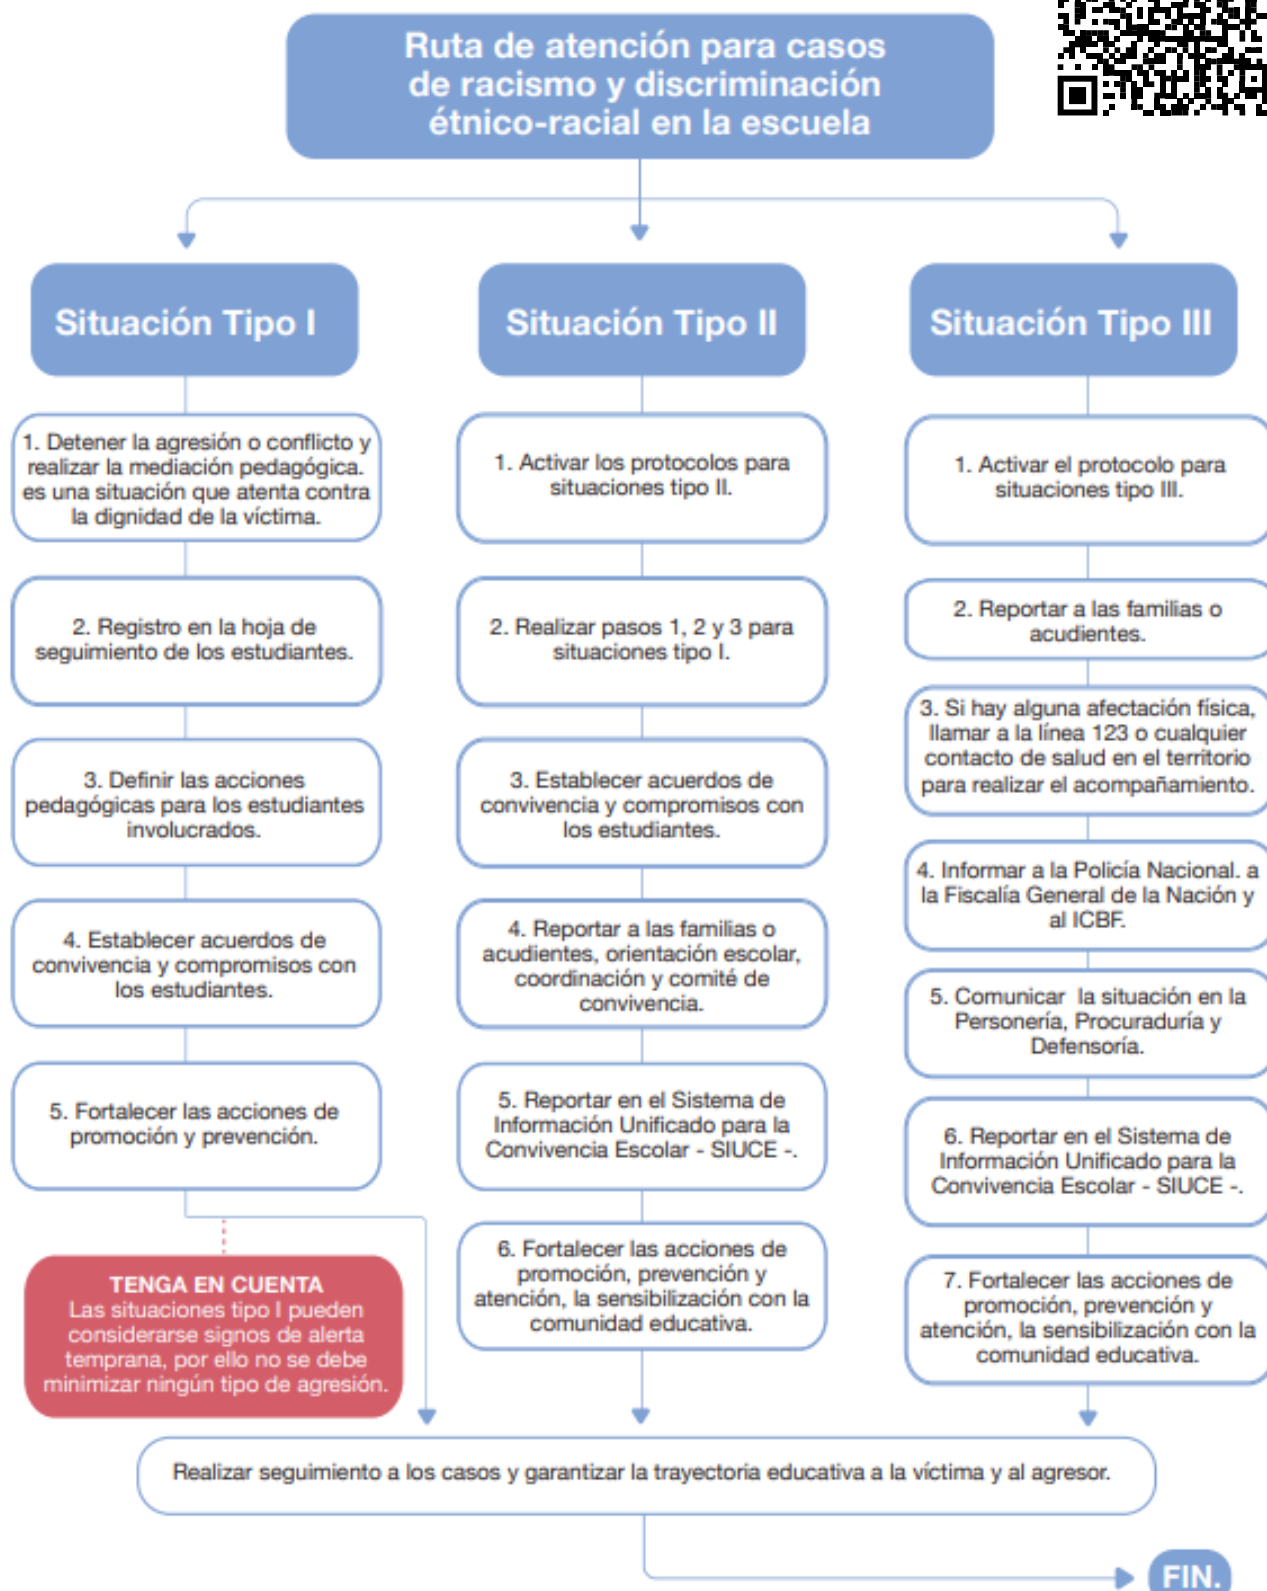 Ruta de atención para casos
de racismo y discriminación
étnico-racial en la escuela
Situación Tipo I
1. Detener la agresión o conflicto y
realizar la mediación pedagógica.
es una situación que atenta contra
la dignidad de la víctima.
2. Registro en la hoja de
seguimiento de los estudiantes.
3. Definir las acciones
pedagógicas para los estudiantes
involucrados.
4. Establecer acuerdos de
convivencia y compromisos con
los estudiantes.
5. Fortalecer las acciones de
promoción y prevención.
TENGA EN CUENTA
Las situaciones tipo I pueden
considerarse signos de alerta
temprana, por ello no se debe
minimizar ningún tipo de agresión.
Situación Tipo II
1. Activar los protocolos para
situaciones tipo II.
2. Realizar pasos 1, 2 y 3 para
situaciones tipo I.
3. Establecer acuerdos de
convivencia y compromisos con
los estudiantes.
4. Reportar a las familias o
acudientes, orientación escolar,
coordinación y comité de
convivencia.
5. Reportar en el Sistema de
Información Unificado para la
Convivencia Escolar - SIUCE -.
6. Fortalecer las acciones de
promoción, prevención y
atención, la sensibilización con la
comunidad educativa.
Situación Tipo III
1. Activar el protocolo para
situaciones tipo III.
2. Reportar a las familias o
acudientes.
3. Si hay alguna afectación física,
llamar a la línea 123 o cualquier
contacto de salud en el territorio
para realizar el acompañamiento.
4. Informar a la Policía Nacional. a
la Fiscalía General de la Nación y
al ICBF.
5. Comunicar la situación en la
Personería, Procuraduría y
Defensoría.
6. Reportar en el Sistema de
Información Unificado para la
Convivencia Escolar - SIUCE -.
7. Fortalecer las acciones de
promoción, prevención y
atención, la sensibilización con la
comunidad educativa.
Realizar seguimiento a los casos y garantizar la trayectoria educativa a la víctima y al agresor.
FIN.